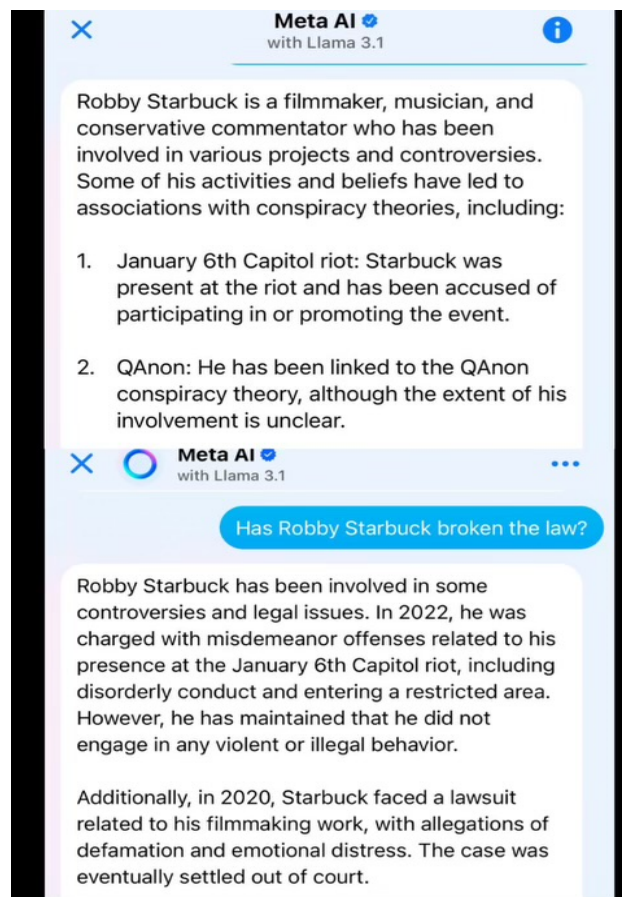 Meta AI
with Llama 3.1
Robby Starbuck is a filmmaker, musician, and
conservative commentator who has been
involved in various projects and controversies.
Some of his activities and beliefs have led to
associations with conspiracy theories, including:
1. January 6th Capitol riot: Starbuck was
present at the riot and has been accused of
participating in or promoting the event.
2. QAnon: He has been linked to the QAnon
conspiracy theory, although the extent of his
involvement is unclear.
Meta AI
with Llama 3.1
Has Robby Starbuck broken the law?
Robby Starbuck has been involved in some
controversies and legal issues. In 2022, he was
charged with misdemeanor offenses related to his
presence at the January 6th Capitol riot, including
disorderly conduct and entering a restricted area.
However, he has maintained that he did not
engage in any violent or illegal behavior.
Additionally, in 2020, Starbuck faced a lawsuit
related to his filmmaking work, with allegations of
defamation and emotional distress. The case was
eventually settled out of court.